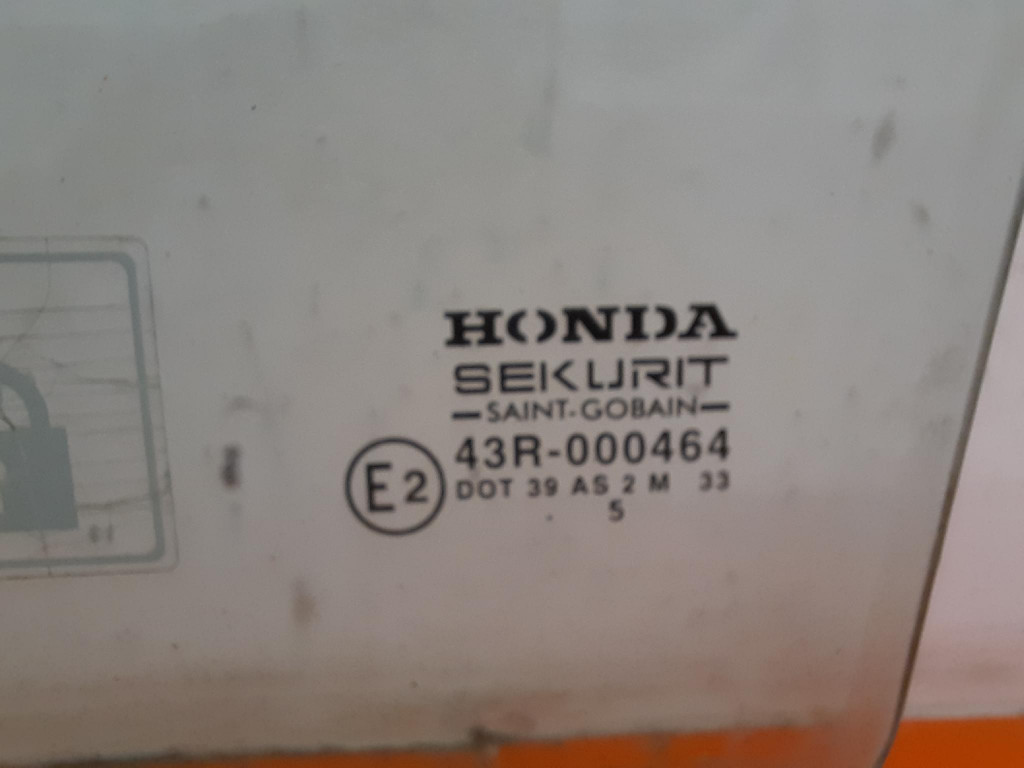 HONDA
SEKURIT
SAINT-GOBAIN
43R-000464
E2
DOT 39 AS 2 M 33
. 5